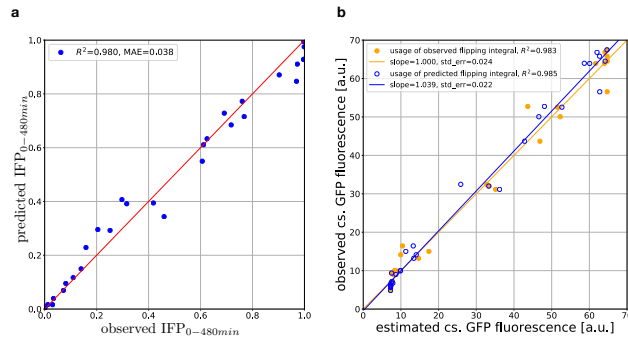 a
R²=0.980, MAE=0.038
predicted IFP₀₋₄₈₀ₘᵢₙ
1.0
0.8
0.6
0.4
0.2
0.0
0.0 0.2 0.4 0.6 0.8 1.0
observed IFP₀₋₄₈₀ₘᵢₙ
b
usage of observed flipping integral, R²=0.983
slope=1.000, std_err=0.024
usage of predicted flipping integral, R²=0.985
slope=1.039, std_err=0.022
observed cs. GFP fluorescence [a.u.]
70
60
50
40
30
20
10
0
0 10 20 30 40 50 60 70
estimated cs. GFP fluorescence [a.u.]